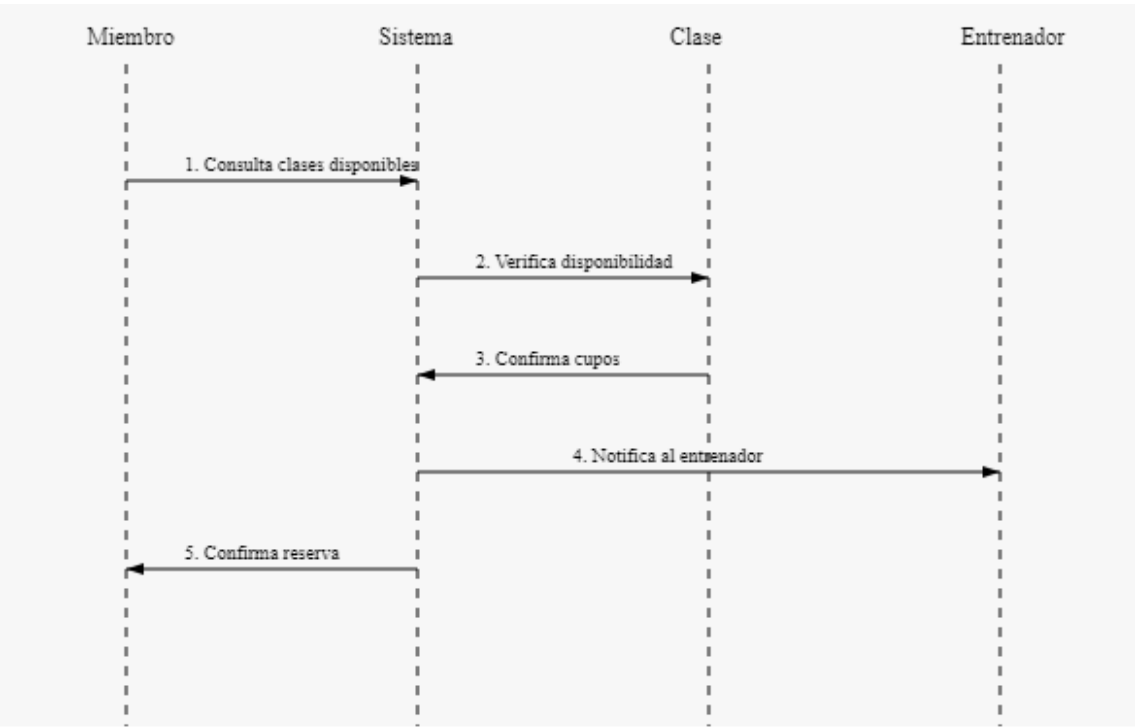 Miembro Sistema Clase Entrenador
1. Consulta clases disponibles
2. Verifica disponibilidad
3. Confirma cupos
4. Notifica al entrenador
5. Confirma reserva